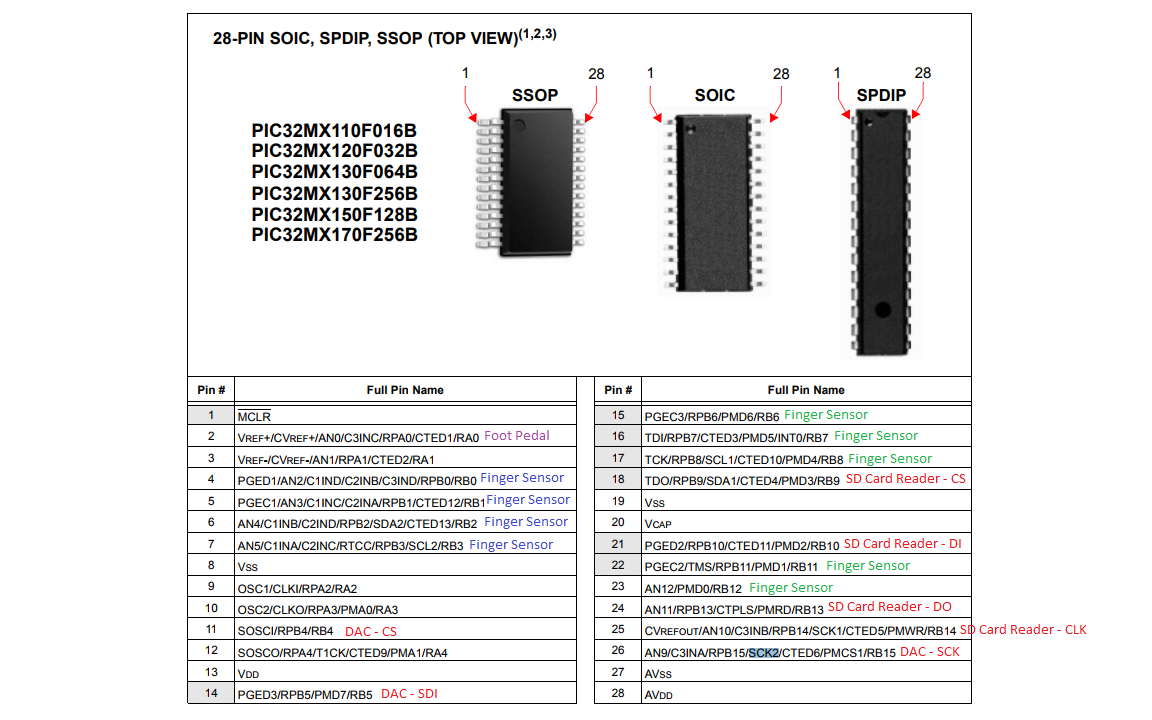 28-PIN SOIC, SPDIP, SSOP (TOP VIEW)(1,2,3)
1 28 1 28 1 28
SSOP SOIC SPDIP
PIC32MX110F016B
PIC32MX120F032B
PIC32MX130F064B
PIC32MX130F256B
PIC32MX150F128B
PIC32MX170F256B
Pin # Full Pin Name
1 MCLR
2 VREF+/CVREF+/AN0/C3INC/RPA0/CTED1/RA0 Foot Pedal
3 VREF-/CVREF-/AN1/RPA1/CTED2/RA1
4 PGED1/AN2/C1IND/C2INB/C3IND/RPB0/RB0 Finger Sensor
5 PGEC1/AN3/C1INC/C2INA/RPB1/CTED12/RB1 Finger Sensor
6 AN4/C1INB/C2IND/RPB2/SDA2/CTED13/RB2 Finger Sensor
7 AN5/C1INA/C2INC/RTCC/RPB3/SCL2/RB3 Finger Sensor
8 VSS
9 OSC1/CLKI/RPA2/RA2
10 OSC2/CLKO/RPA3/PMA0/RA3
11 SOSCI/RPB4/RB4 DAC - CS
12 SOSCO/RPA4/T1CK/CTED9/PMA1/RA4
13 VDD
14 PGED3/RPB5/PMD7/RB5 DAC - SDI
Pin # Full Pin Name
15 PGEC3/RPB6/PMD6/RB6 Finger Sensor
16 TDI/RPB7/CTED3/PMD5/INT0/RB7 Finger Sensor
17 TCK/RPB8/SCL1/CTED10/PMD4/RB8 Finger Sensor
18 TDO/RPB9/SDA1/CTED4/PMD3/RB9 SD Card Reader - CS
19 VSS
20 VCAP
21 PGED2/RPB10/CTED11/PMD2/RB10 SD Card Reader - DI
22 PGEC2/TMS/RPB11/PMD1/RB11 Finger Sensor
23 AN12/PMD0/RB12 Finger Sensor
24 AN11/RPB13/CTPLS/PMRD/RB13 SD Card Reader - DO
25 CVREFOUT/AN10/C3INB/RPB14/SCK1/CTED5/PMWR/RB14 SD Card Reader - CLK
26 AN9/C3INA/RPB15/SCK2/CTED6/PMCS1/RB15 DAC - SCK
27 AVSS
28 AVDD